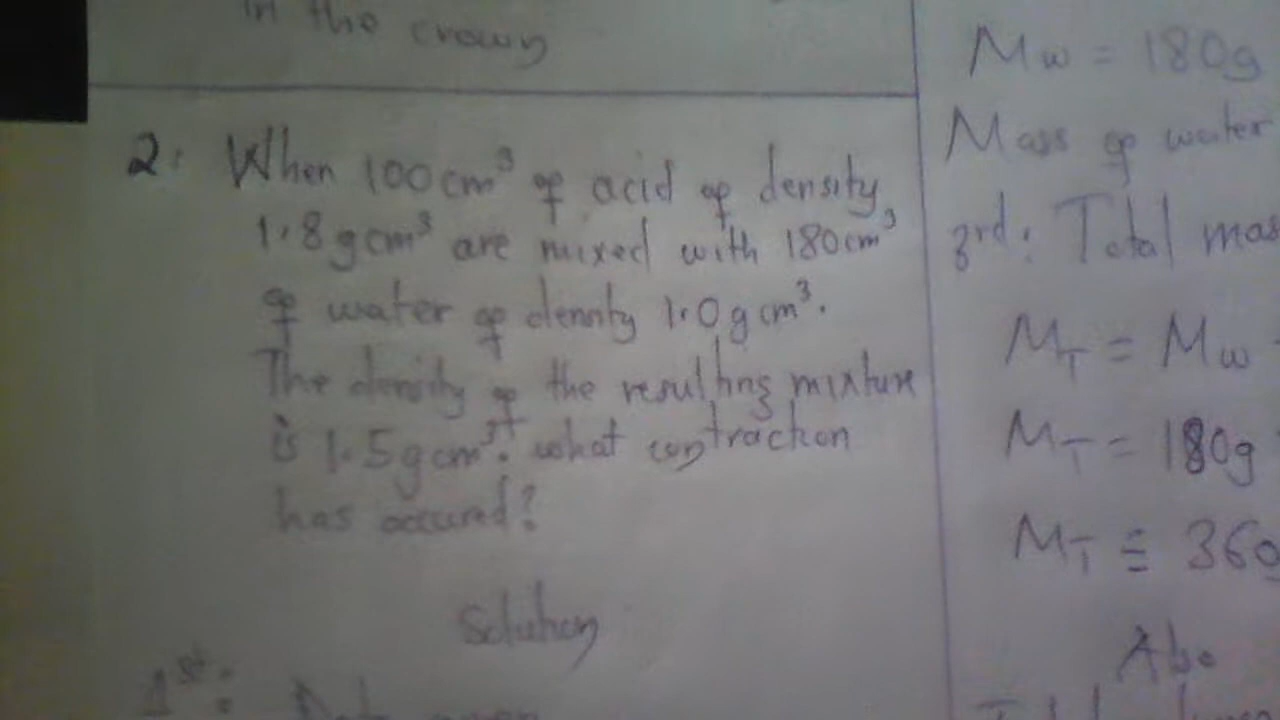 in the crown
2. When 100cm³ of acid of density
1.8gcm³ are mixed with 180cm³
of water of density 1.0gcm³.
The density of the resulting mixture
is 1.5gcm³. what contraction
has occured?
Solution
1st:
Mw = 180g
Mass of water
3rd: Total mas
MT = Mw
MT = 180g
MT = 360
Also
Total